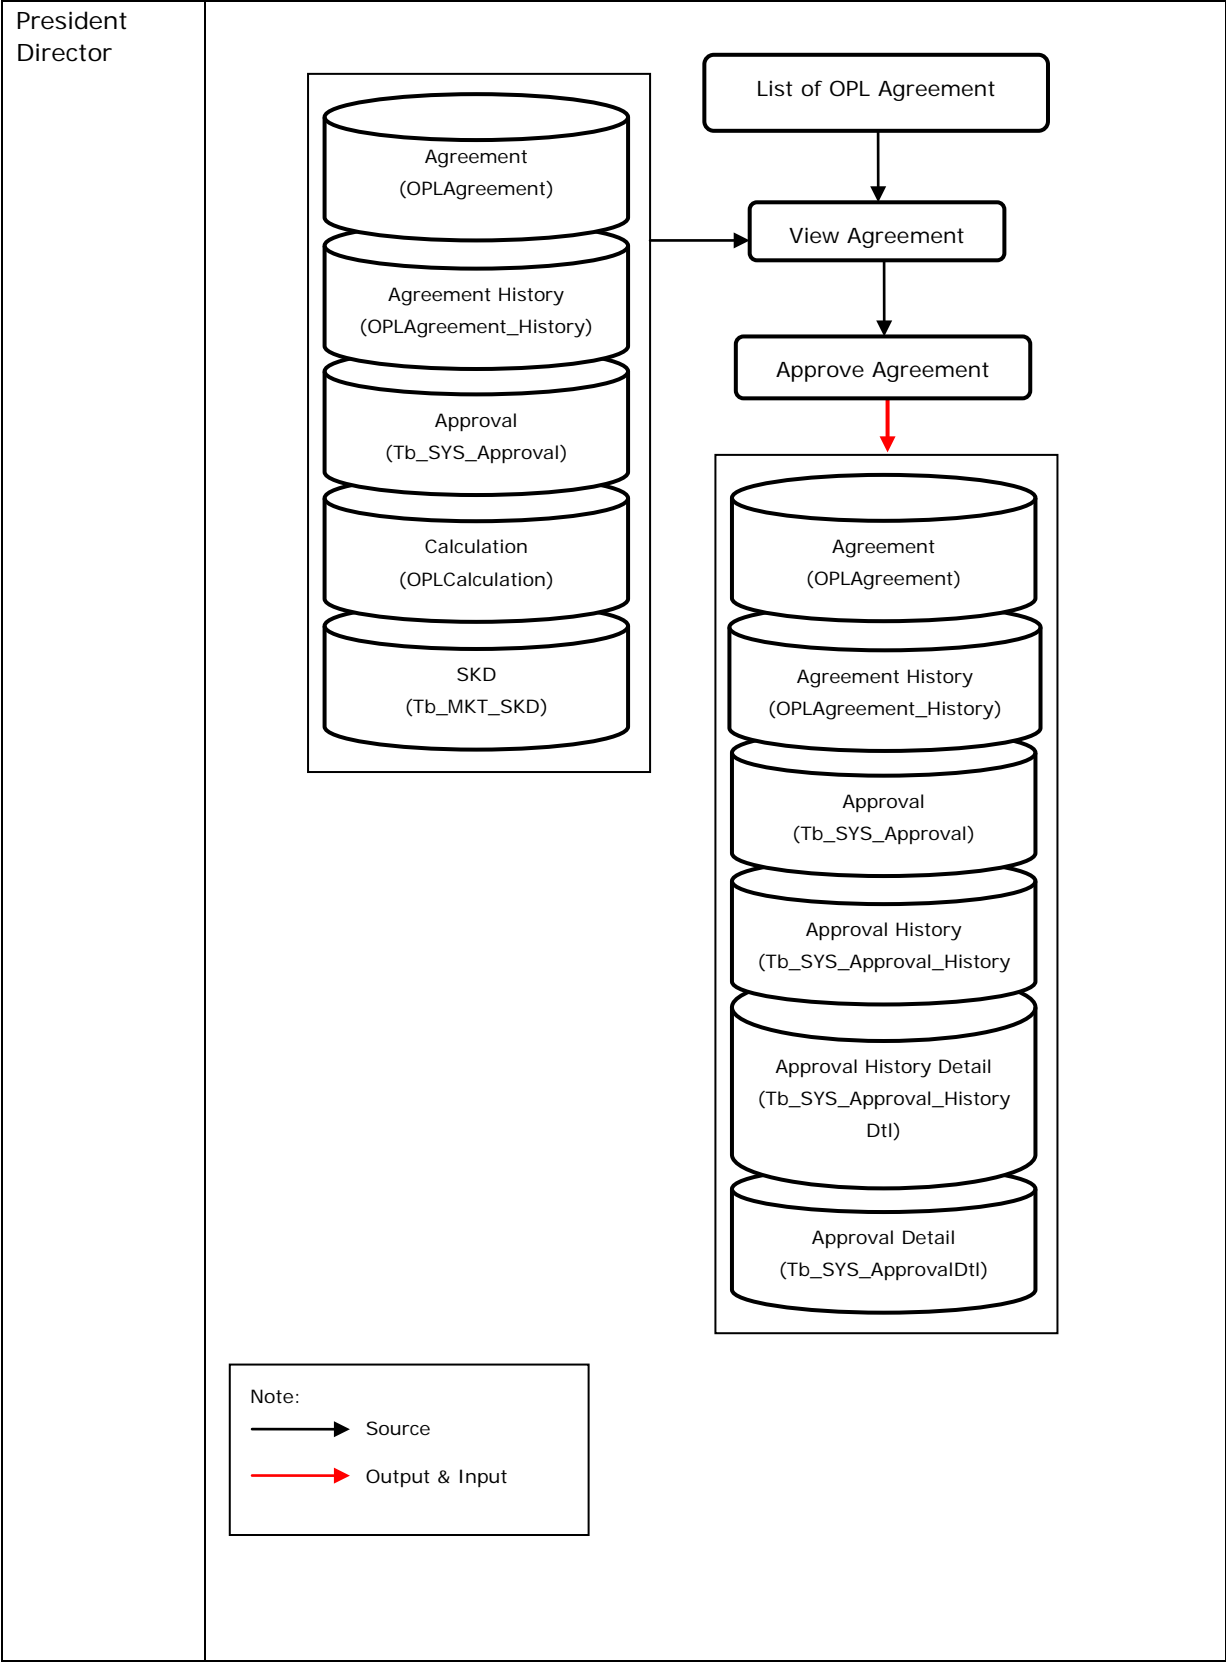 President
Director
List of OPL Agreement
View Agreement
Approve Agreement
Agreement
(OPLAgreement)
Agreement History
(OPLAgreement_History)
Approval
(Tb_SYS_Approval)
Calculation
(OPLCalculation)
SKD
(Tb_MKT_SKD)
Agreement
(OPLAgreement)
Agreement History
(OPLAgreement_History)
Approval
(Tb_SYS_Approval)
Approval History
(Tb_SYS_Approval_History
Approval History Detail
(Tb_SYS_Approval_History
Dtl)
Approval Detail
(Tb_SYS_ApprovalDtl)
Note:
Source
Output & Input